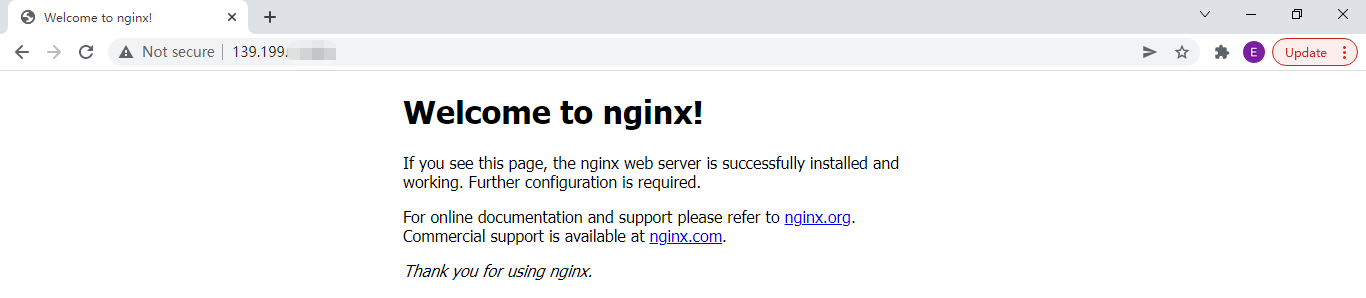 Welcome to nginx!
Not secure | 139.199.
E
Update
Welcome to nginx!
If you see this page, the nginx web server is successfully installed and
working. Further configuration is required.
For online documentation and support please refer to nginx.org.
Commercial support is available at nginx.com.
Thank you for using nginx.